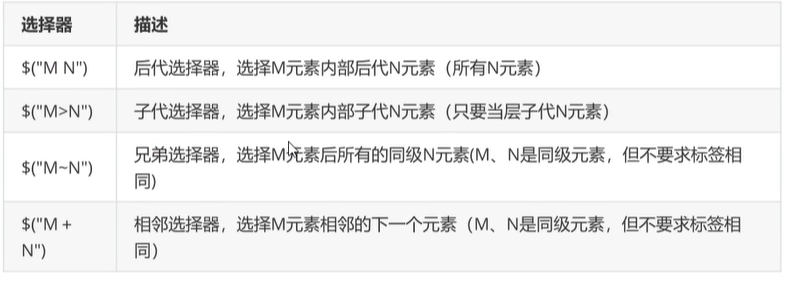 选择器 描述
$("M N") 后代选择器，选择M元素内部后代N元素（所有N元素）
$("M>N") 子代选择器，选择M元素内部子代N元素（只要当层子代N元素）
$("M~N") 兄弟选择器，选择M元素后所有的同级N元素(M、N是同级元素，但不要求标签相
同)
$("M + 相邻选择器，选择M元素相邻的下一个元素（M、N是同级元素，但不要求标签相
N") 同）